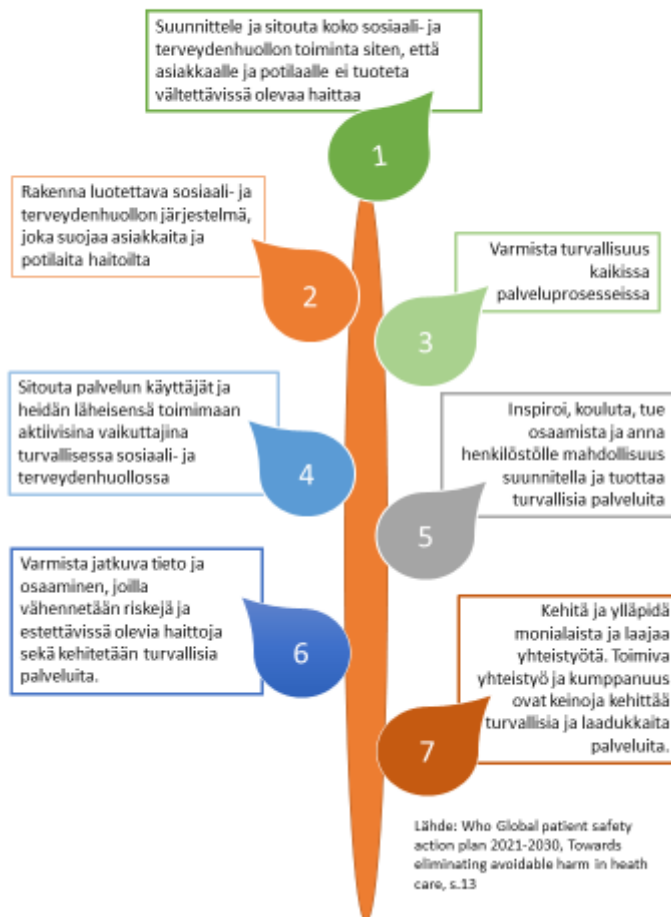 Suunnittele ja sitouta koko sosiaali- ja
terveydenhuollon toiminta siten, että
asiakkaalle ja potilaalle ei tuoteta
vältettävissä olevaa haittaa
1
Rakenna luotettava sosiaali- ja
terveydenhuollon järjestelmä,
joka suojaa asiakkaita ja
potilaita haitoilta
2
Varmista turvallisuus
kaikissa
palveluprosesseissa
3
Sitouta palvelun käyttäjät ja
heidän läheisensä toimimaan
aktiivisina vaikuttajina
turvallisessa sosiaali- ja
terveydenhuollossa
4
Inspiroi, kouluta, tue
osaamista ja anna
henkilöstölle mahdollisuus
suunnitella ja tuottaa
turvallisia palveluita
5
Varmista jatkuva tieto ja
osaaminen, joilla
vähennetään riskejä ja
estettävissä olevia haittoja
sekä kehitetään turvallisia
palveluita.
6
Kehitä ja ylläpidä
monialaista ja laajaa
yhteistyötä. Toimiva
yhteistyö ja kumppanuus
ovat keinoja kehittää
turvallisia ja laadukkaita
palveluita.
7
Lähde: Who Global patient safety
action plan 2021-2030, Towards
eliminating avoidable harm in heath
care, s.13